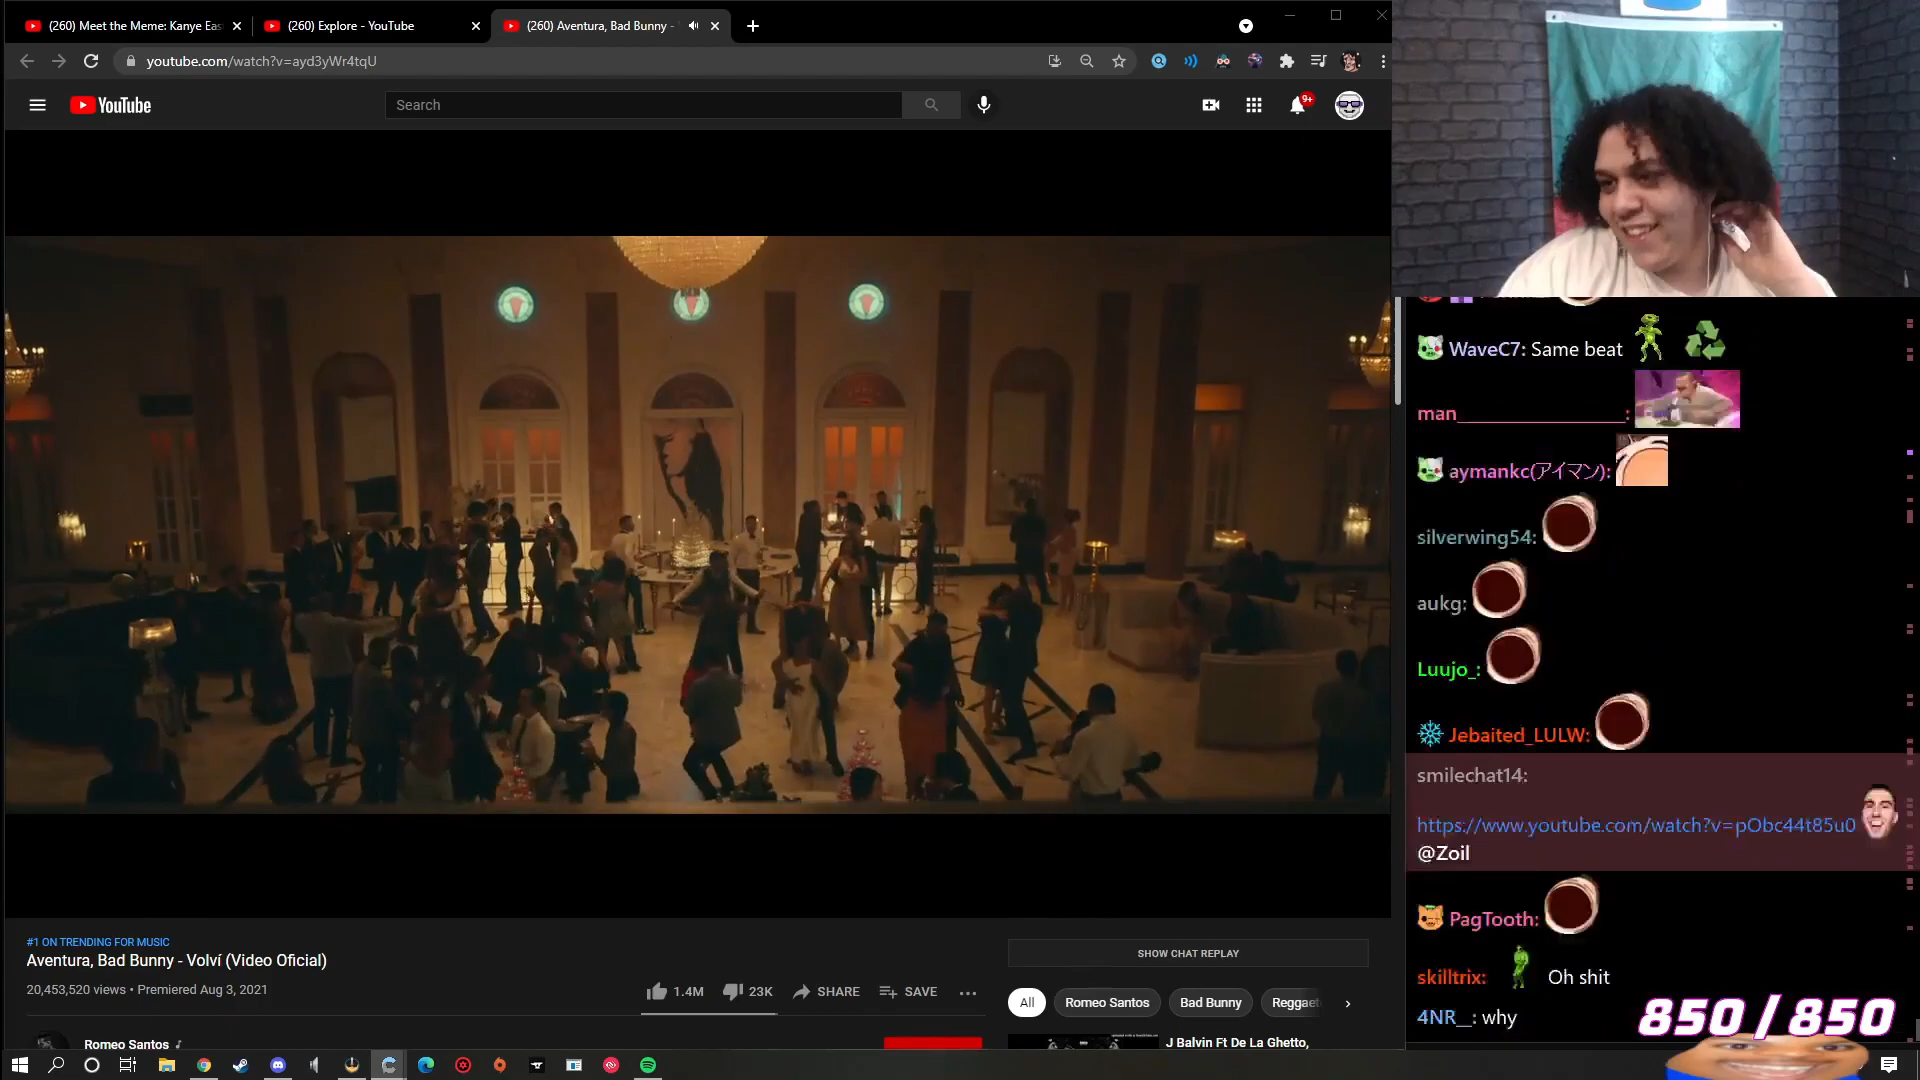 (260) Meet the Meme: Kanye Eas
(260) Explore - YouTube
(260) Aventura, Bad Bunny -
youtube.com/watch?v=ayd3yWr4tqU
YouTube
Search
9+
WaveC7: Same beat
man__________________:
aymankc(アイマン):
silverwing54:
aukg:
Luujo_:
Jebaited_LULW:
smilechat14:
https://www.youtube.com/watch?v=pObc44t85u0
@Zoil
PagTooth:
skilltrix: Oh shit
4NR__: why
850 / 850
#1 ON TRENDING FOR MUSIC
Aventura, Bad Bunny - Volví (Video Oficial)
20,453,520 views • Premiered Aug 3, 2021
1.4M
23K
SHARE
SAVE
Romeo Santos
SHOW CHAT REPLAY
All
Romeo Santos
Bad Bunny
Reggaet
J Balvin Ft De La Ghetto,